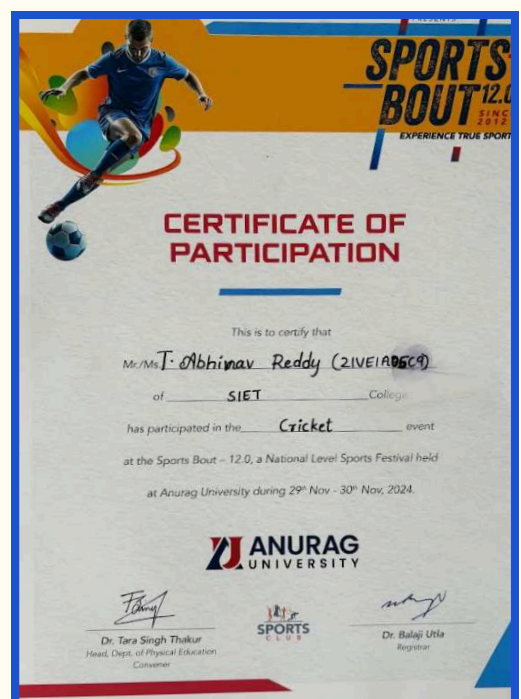 PRESENTS
SPORTS
BOUT 12.0
SINCE
2012
EXPERIENCE TRUE SPORT
CERTIFICATE OF
PARTICIPATION
This is to certify that
Mr./Ms. T. Abhinav Reddy (21VE1A05C9)
of SIET College
has participated in the Cricket event
at the Sports Bout – 12.0, a National Level Sports Festival held
at Anurag University during 29th Nov - 30th Nov, 2024.
ANURAG
UNIVERSITY
Dr. Tara Singh Thakur
Head, Dept. of Physical Education
Convener
SPORTS
CLUB
Dr. Balaji Utla
Registrar